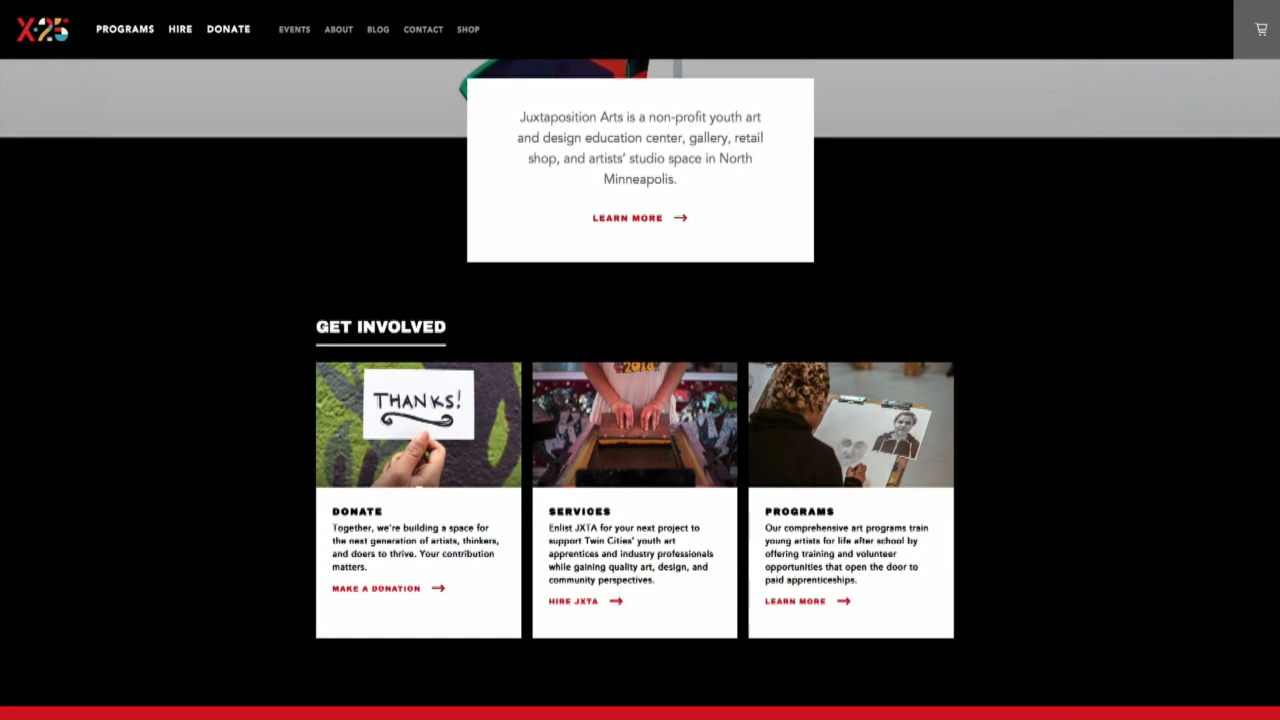 X·25
PROGRAMS HIRE DONATE EVENTS ABOUT BLOG CONTACT SHOP
Juxtaposition Arts is a non-profit youth art
and design education center, gallery, retail
shop, and artists' studio space in North
Minneapolis.
LEARN MORE
GET INVOLVED
THANKS!
DONATE
Together, we're building a space for
the next generation of artists, thinkers,
and doers to thrive. Your contribution
matters.
MAKE A DONATION
SERVICES
Enlist JXTA for your next project to
support Twin Cities' youth art
apprentices and industry professionals
while gaining quality art, design, and
community perspectives.
HIRE JXTA
PROGRAMS
Our comprehensive art programs train
young artists for life after school by
offering training and volunteer
opportunities that open the door to
paid apprenticeships.
LEARN MORE